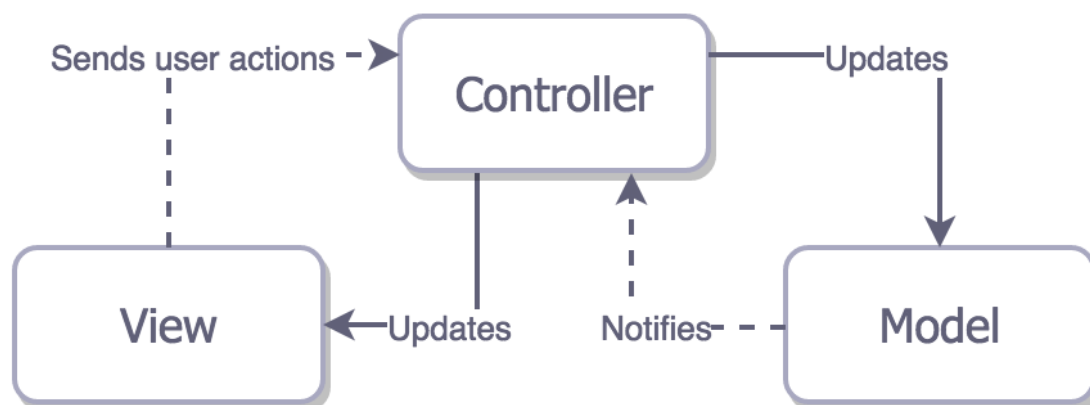 Sends user actions
Controller
Updates
View
Updates
Notifies
Model